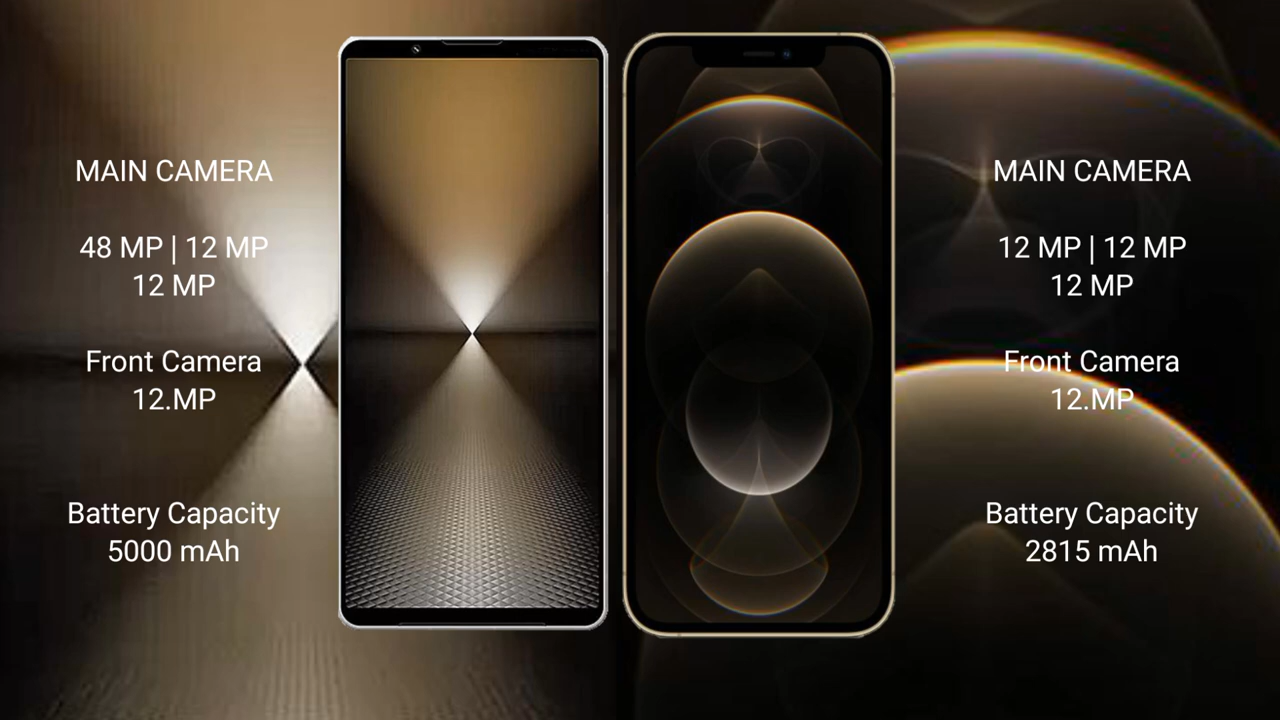 MAIN CAMERA
48 MP | 12 MP
12 MP
Front Camera
12.MP
Battery Capacity
5000 mAh
MAIN CAMERA
12 MP | 12 MP
12 MP
Front Camera
12.MP
Battery Capacity
2815 mAh